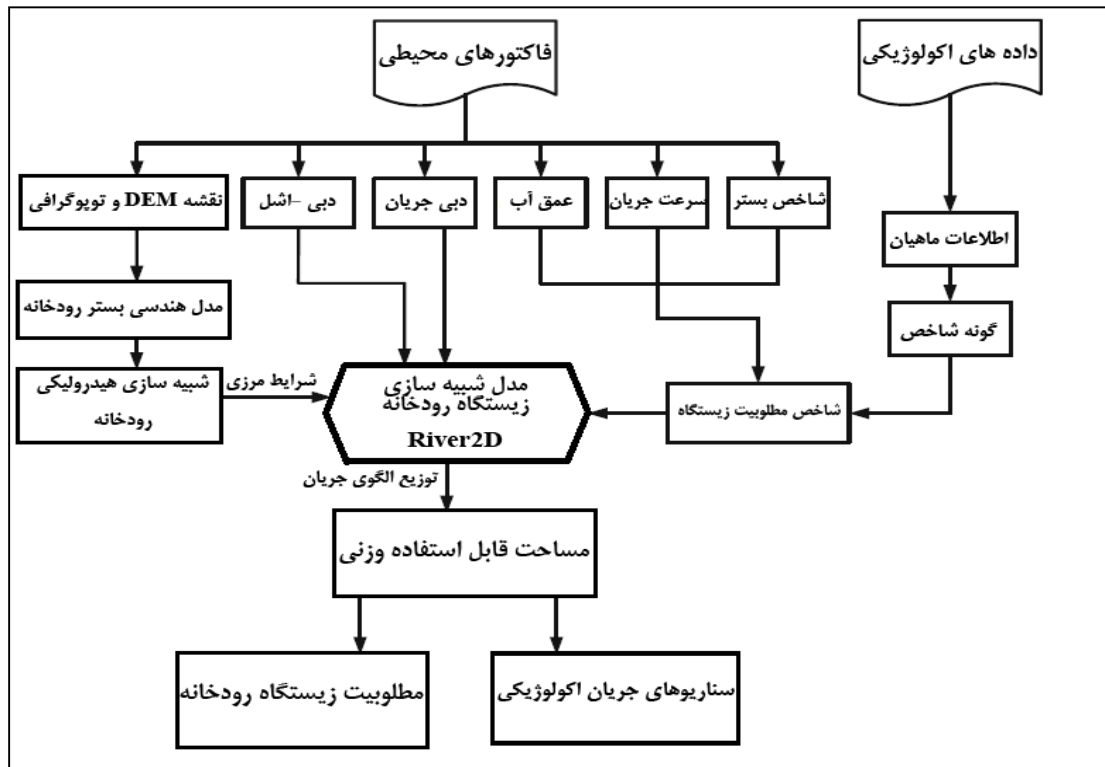 فاکتورهای محیطی
داده های اکولوژیکی
نقشه DEM و توپوگرافی
دبی –اشل
دبی جریان
عمق آب
سرعت جریان
شاخص بستر
اطلاعات ماهیان
مدل هندسی بستر رودخانه
گونه شاخص
شبیه سازی هیدرولیکی
رودخانه
شرایط مرزی
مدل شبیه سازی
زیستگاه رودخانه
River2D
شاخص مطلوبیت زیستگاه
توزیع الگوی جریان
مساحت قابل استفاده وزنی
مطلوبیت زیستگاه رودخانه
سناریوهای جریان اکولوژیکی